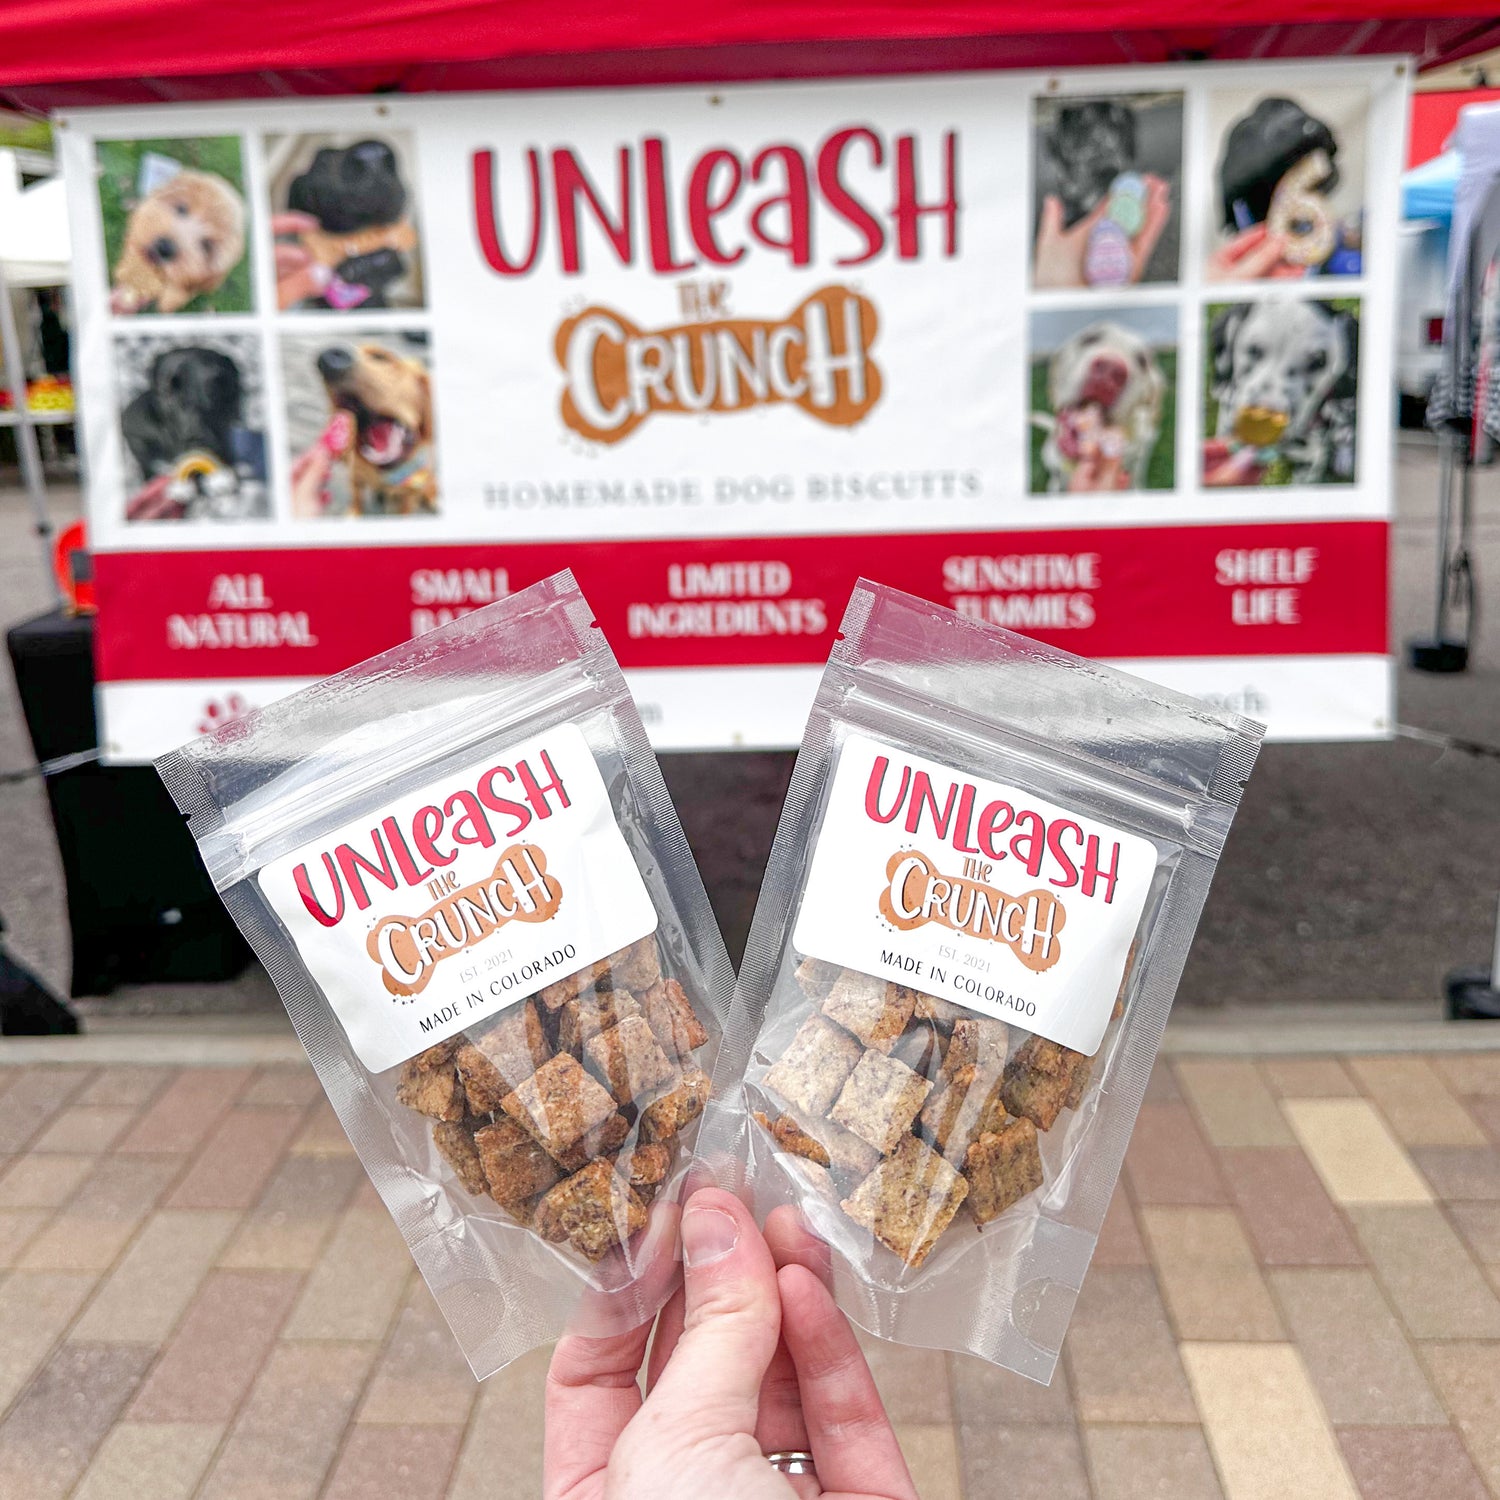 UNLEASH
THE
CRUNCH
HOMEMADE DOG BISCUITS
ALL
NATURAL
SMALL
LIMITED
INGREDIENTS
SENSITIVE
TUMMIES
SHELF
LIFE
UNLEASH
THE
CRUNCH
EST. 2021
MADE IN COLORADO
UNLEASH
THE
CRUNCH
EST. 2021
MADE IN COLORADO